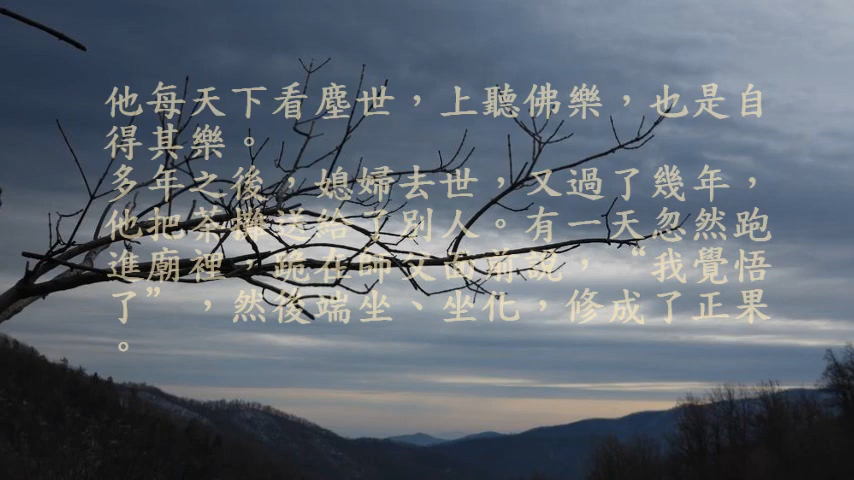 他每天下看塵世，上聽佛樂，也是自
得其樂。
多年之後，媳婦去世，又過了幾年，
他把茶攤送給了別人。有一天忽然跑
進廟裡，跪在師父面前說，“我覺悟
了”，然後端坐、坐化，修成了正果
。